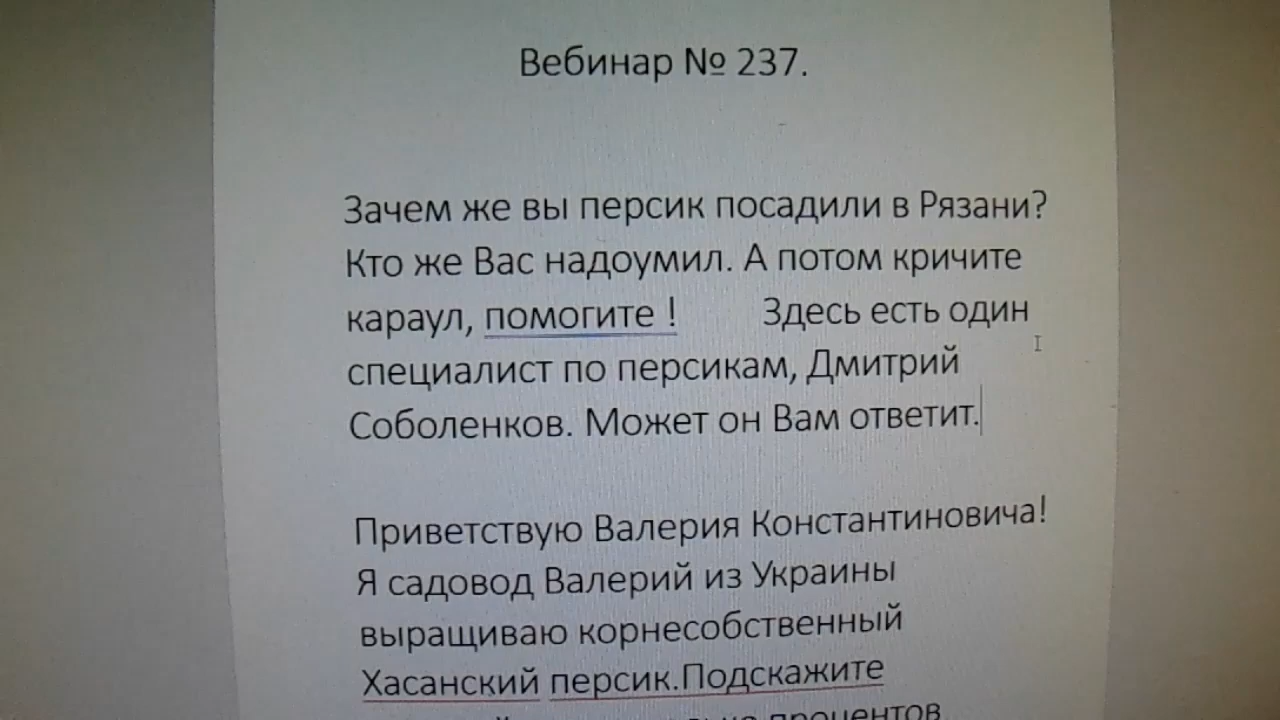 Вебинар № 237.
Зачем же вы персик посадили в Рязани?
Кто же Вас надоумил. А потом кричите
караул, помогите ! Здесь есть один
специалист по персикам, Дмитрий
Соболенков. Может он Вам ответит.
Приветствую Валерия Константиновича!
Я садовод Валерий из Украины
выращиваю корнесобственный
Хасанский персик.Подскажите
процентов